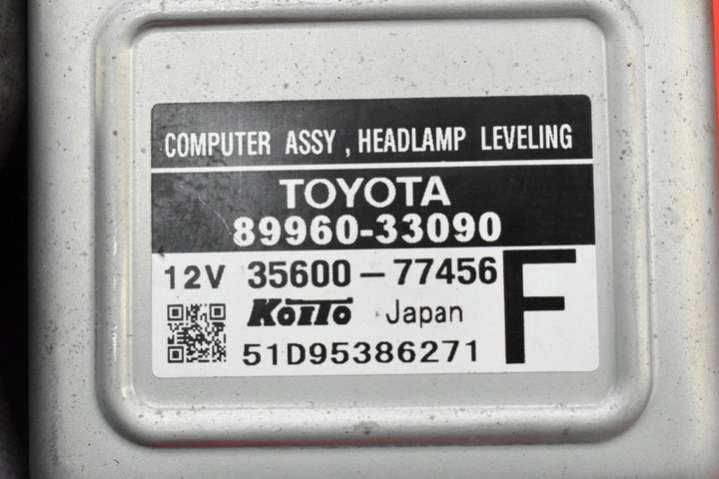 COMPUTER ASSY , HEADLAMP LEVELING
TOYOTA
89960-33090
12V 35600-77456 F
KOITO Japan
51D95386271